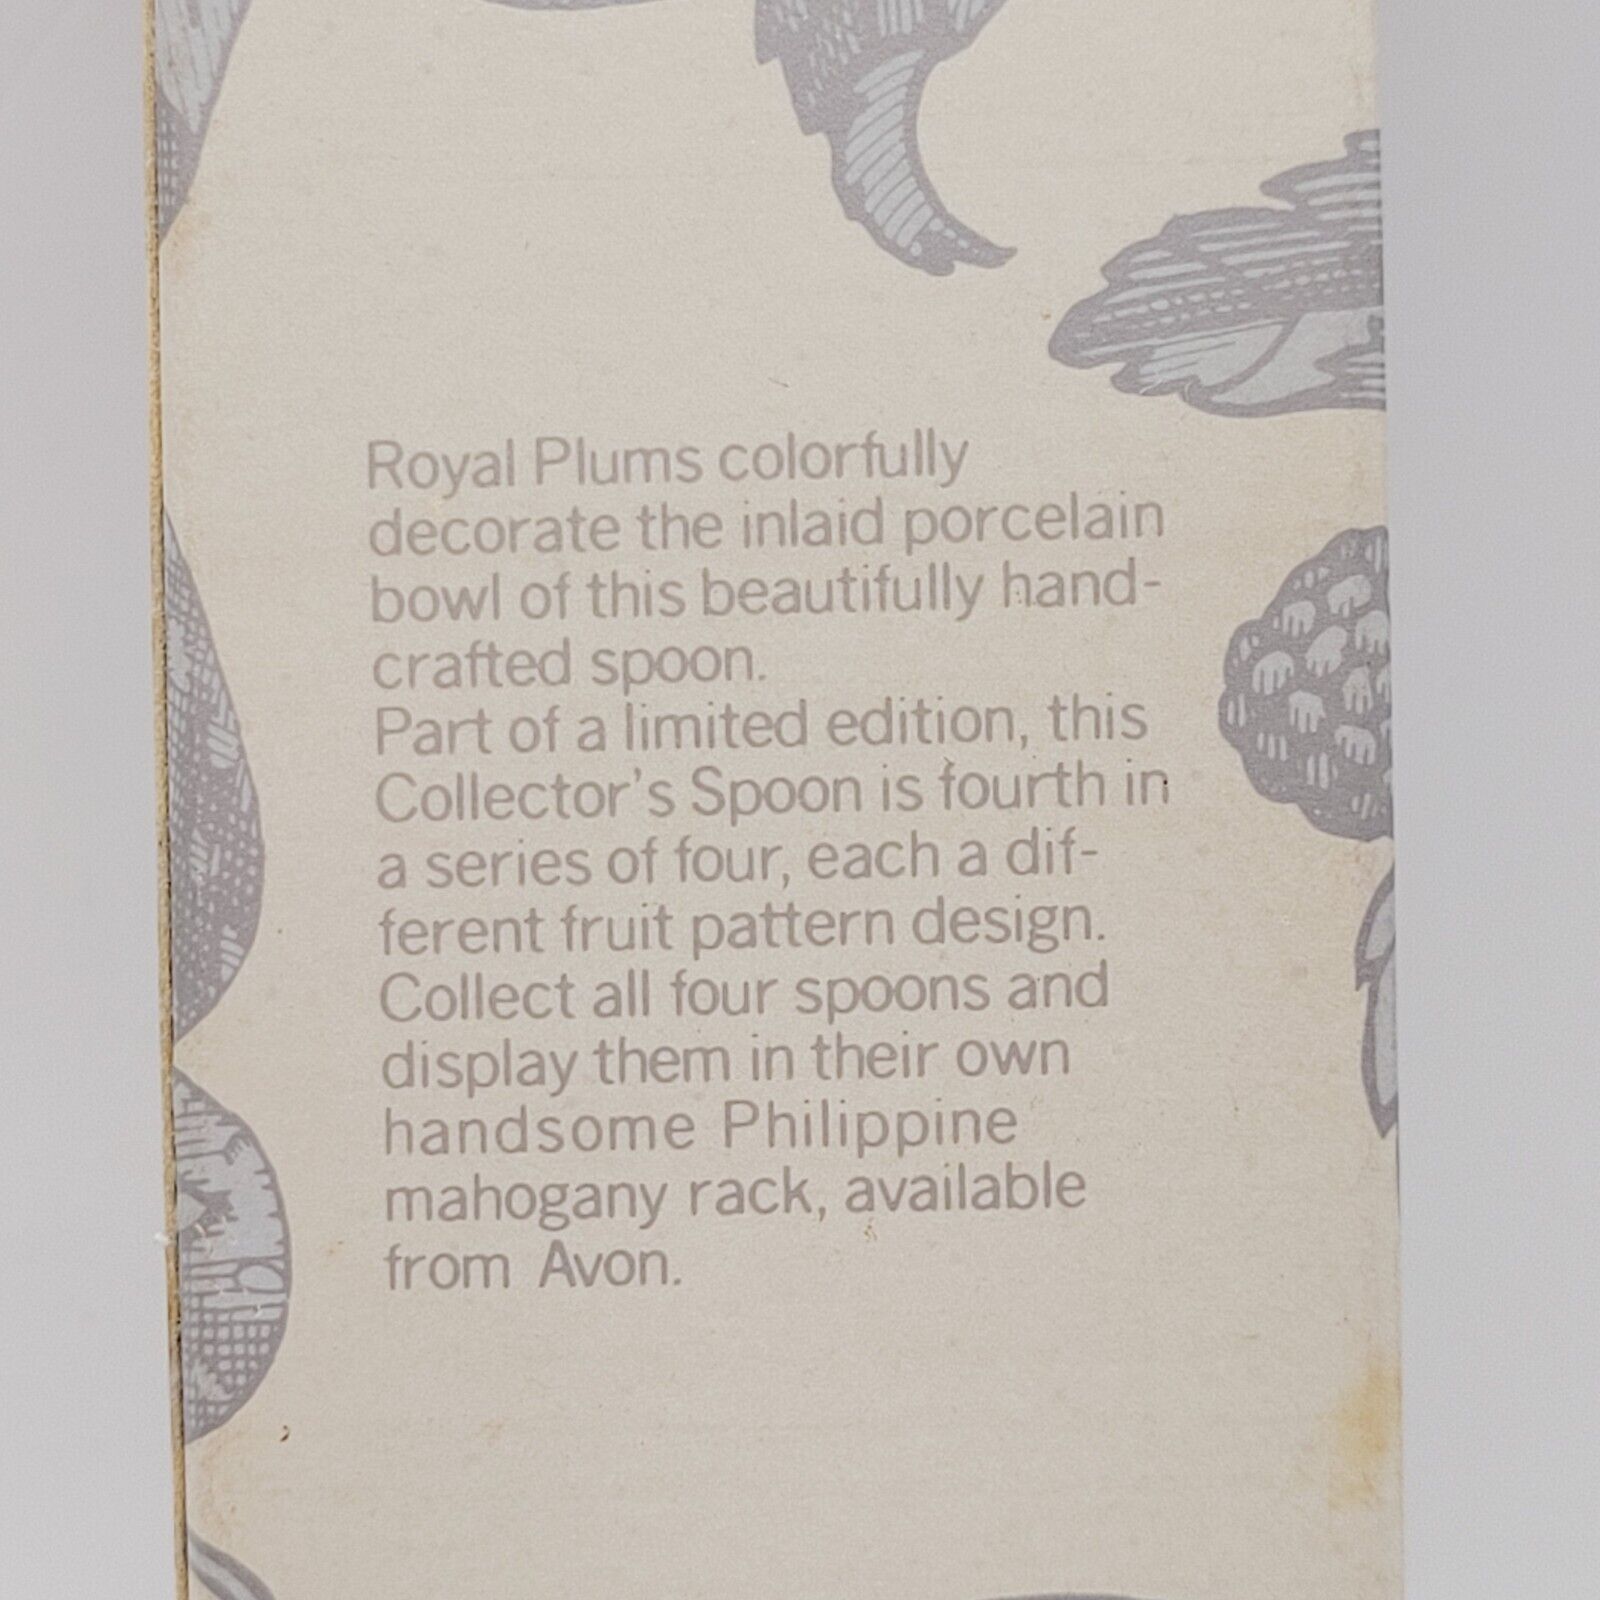 Royal Plums colorfully
decorate the inlaid porcelain
bowl of this beautifully hand-
crafted spoon.
Part of a limited edition, this
Collector's Spoon is fourth in
a series of four, each a dif-
ferent fruit pattern design.
Collect all four spoons and
display them in their own
handsome Philippine
mahogany rack, available
from Avon.